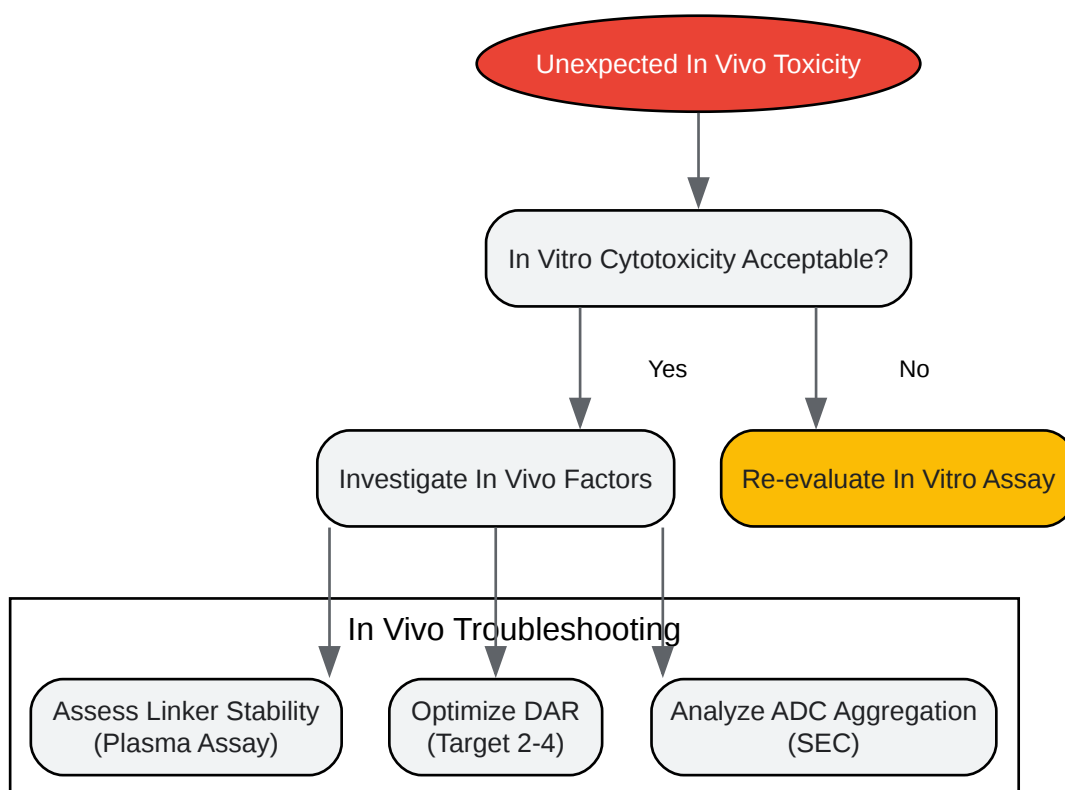 Unexpected In Vivo Toxicity
In Vitro Cytotoxicity Acceptable?
Yes
No
Investigate In Vivo Factors
Re-evaluate In Vitro Assay
In Vivo Troubleshooting
Assess Linker Stability
(Plasma Assay)
Optimize DAR
(Target 2-4)
Analyze ADC Aggregation
(SEC)